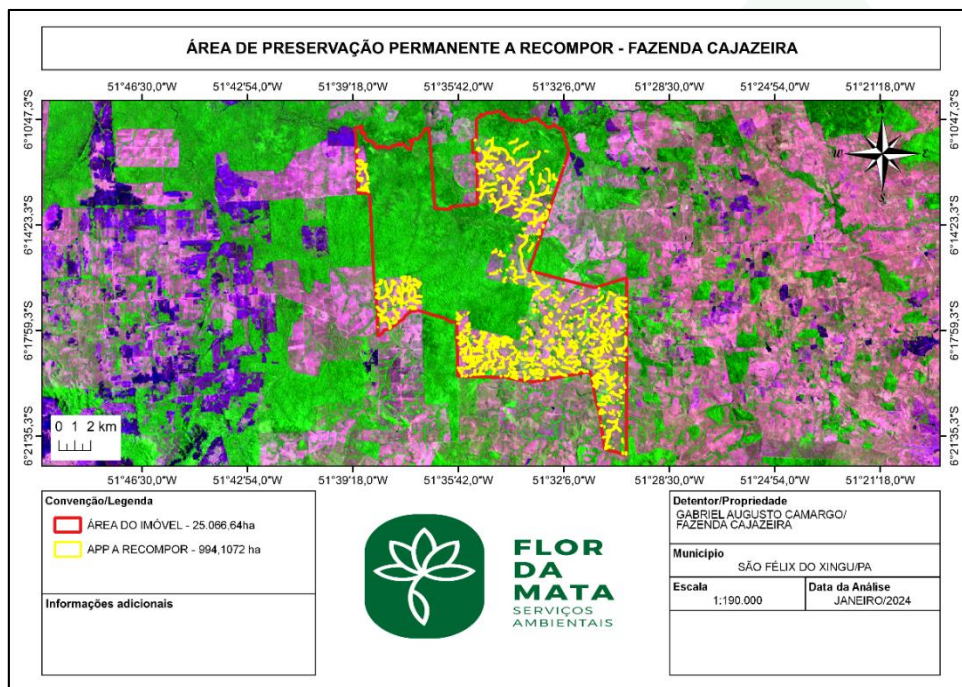 ÁREA DE PRESERVAÇÃO PERMANENTE A RECOMPOR - FAZENDA CAJAZEIRA
51°46'30,0"W 51°42'54,0"W 51°39'18,0"W 51°35'42,0"W 51°32'6,0"W 51°28'30,0"W 51°24'54,0"W 51°21'18,0"W
6°10'47,3"S 6°10'47,3"S
6°14'23,3"S 6°14'23,3"S
6°17'59,3"S 6°17'59,3"S
6°21'35,3"S 6°21'35,3"S
w e
s
0 1 2 km
51°46'30,0"W 51°42'54,0"W 51°39'18,0"W 51°35'42,0"W 51°32'6,0"W 51°28'30,0"W 51°24'54,0"W 51°21'18,0"W
Convenção/Legenda
ÁREA DO IMÓVEL - 25.066.64ha
APP A RECOMPOR - 994,1072 ha
Informações adicionais
FLOR
DA
MATA
SERVIÇOS
AMBIENTAIS
Detentor/Propriedade
GABRIEL AUGUSTO CAMARGO/
FAZENDA CAJAZEIRA
Município
SÃO FÉLIX DO XINGU/PA
Escala
1:190.000
Data da Análise
JANEIRO/2024